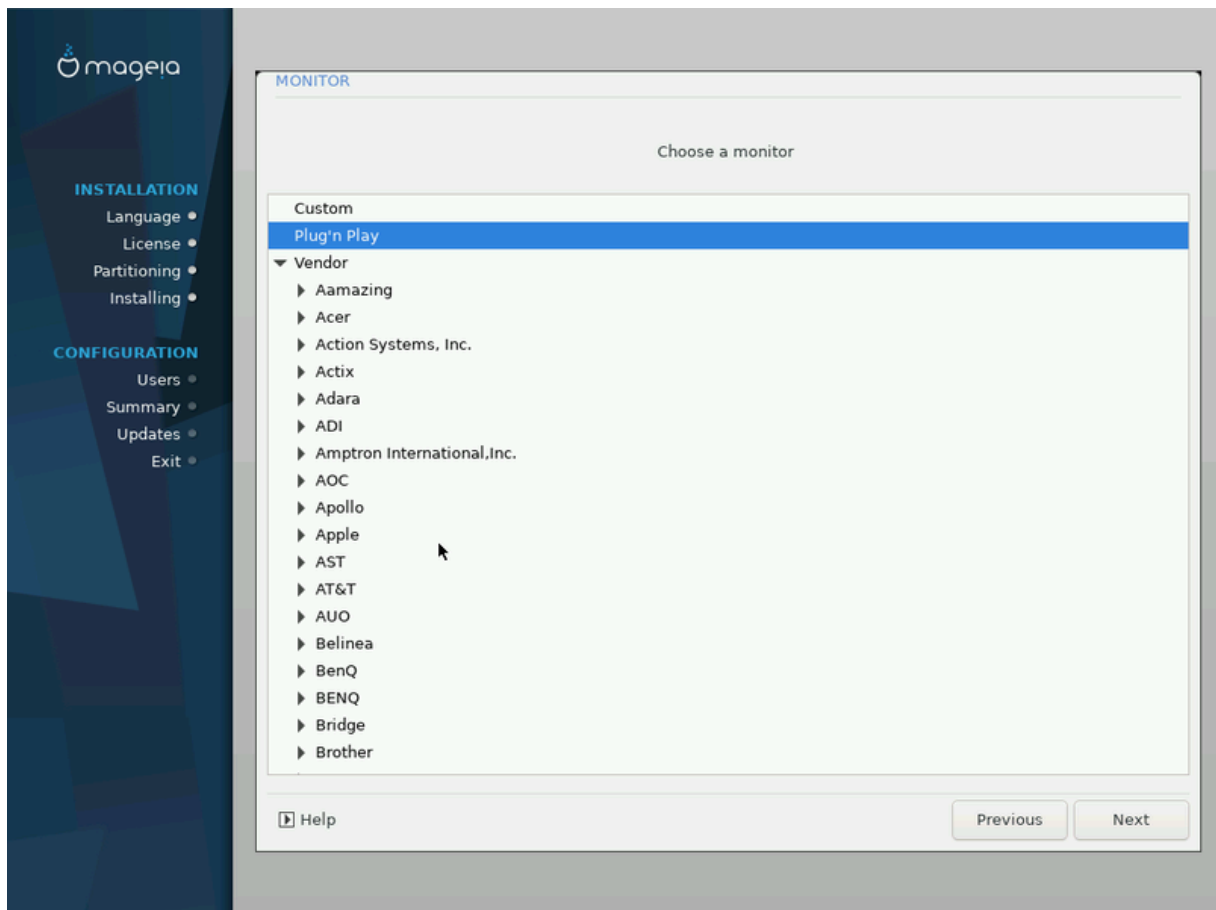 mageia
INSTALLATION
Language
License
Partitioning
Installing
CONFIGURATION
Users
Summary
Updates
Exit
MONITOR
Choose a monitor
Custom
Plug'n Play
Vendor
Aamazing
Acer
Action Systems, Inc.
Actix
Adara
ADI
Amptron International,Inc.
AOC
Apollo
Apple
AST
AT&T
AUO
Belinea
BenQ
BENQ
Bridge
Brother
Help
Previous
Next